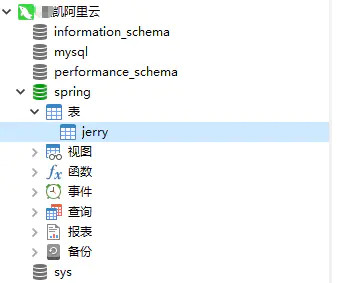 凯阿里云
information_schema
mysql
performance_schema
spring
表
jerry
视图
函数
事件
查询
报表
备份
sys